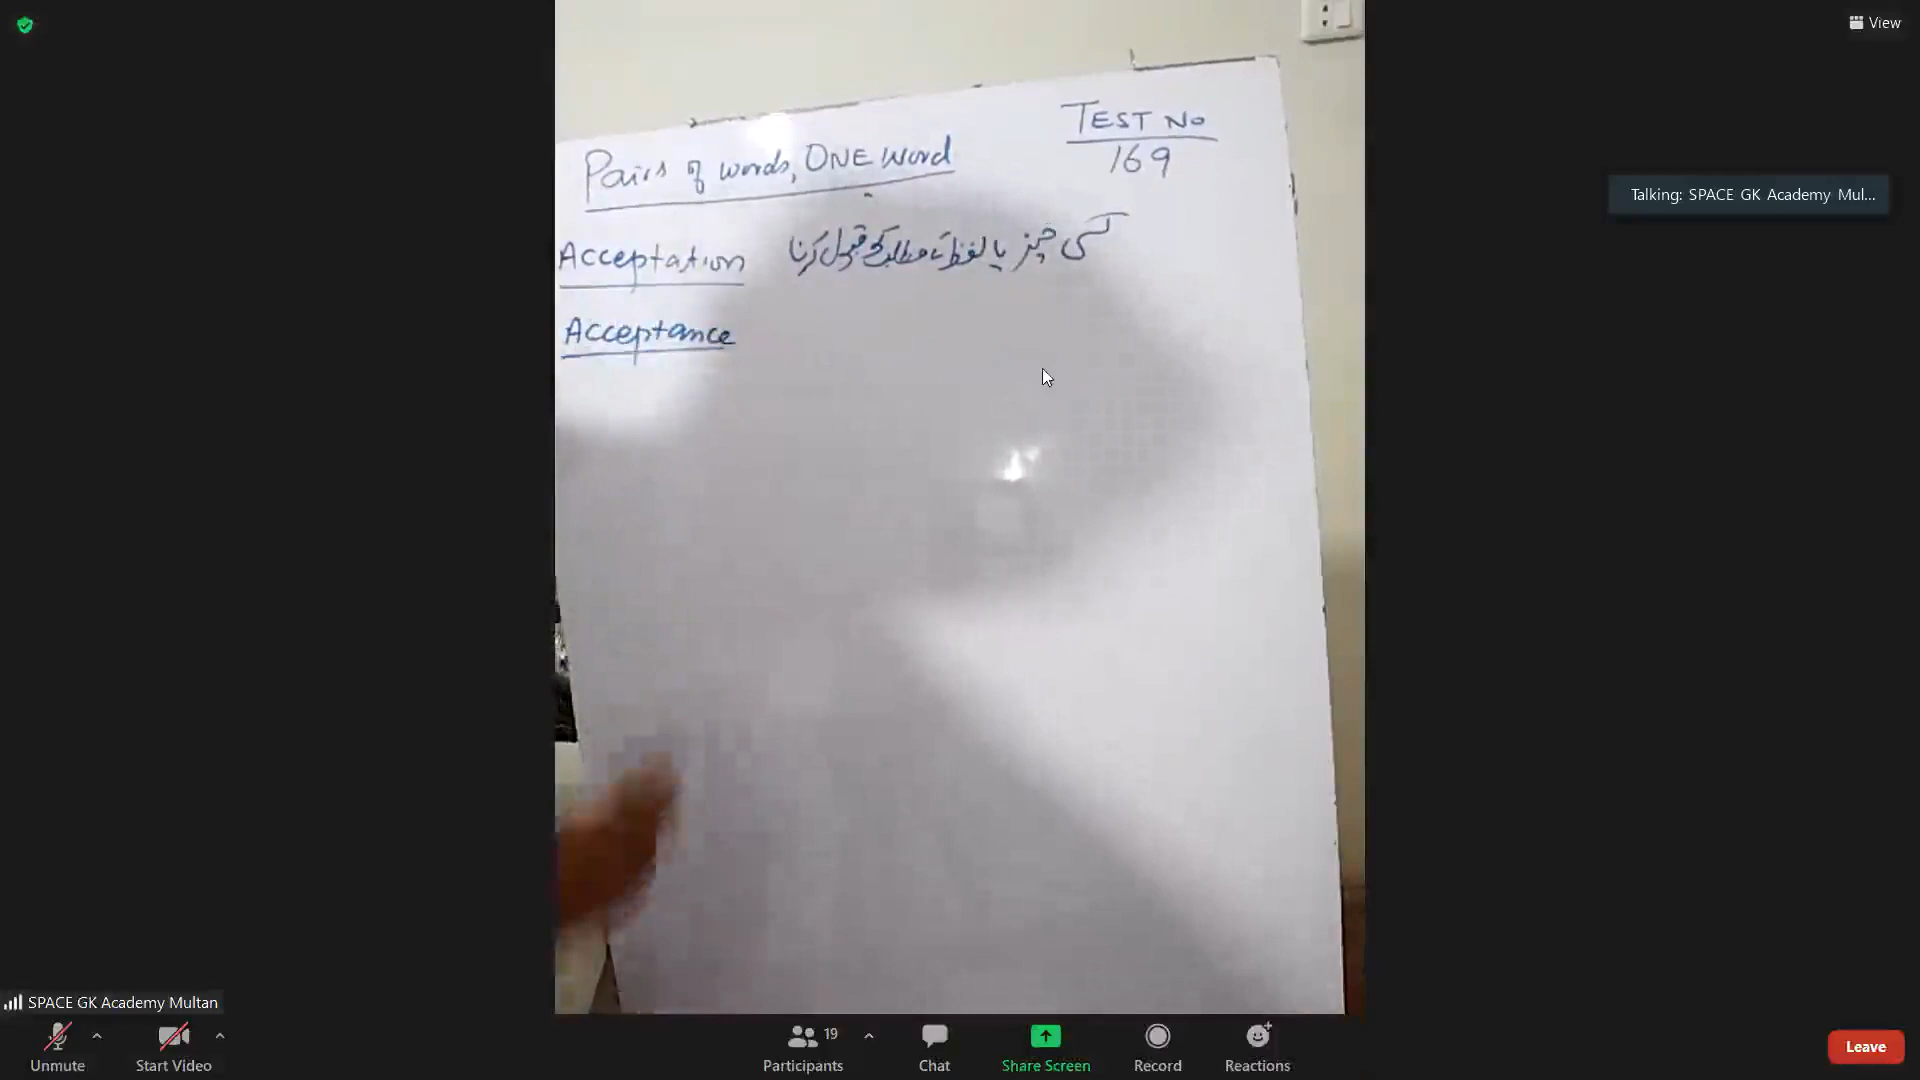 View
TEST No
169
Pairs of words, ONE word
Talking: SPACE GK Academy Mul...
Acceptation کسی چیز یا لفظ کے مطلب کو قبول کرنا
Acceptance
SPACE GK Academy Multan
Unmute
Start Video
19
Participants
Chat
Share Screen
Record
Reactions
Leave